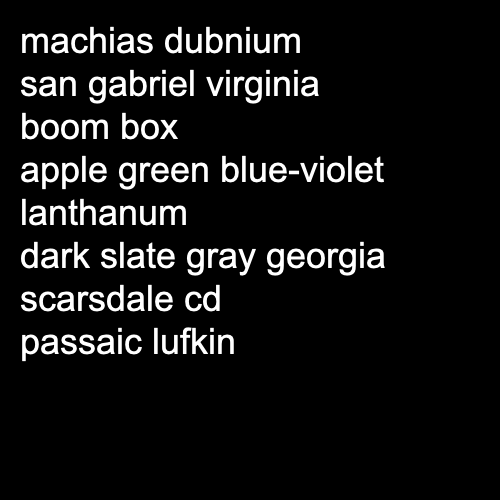 machias dubnium
san gabriel virginia
boom box
apple green blue-violet
lanthanum
dark slate gray georgia
scarsdale cd
passaic lufkin